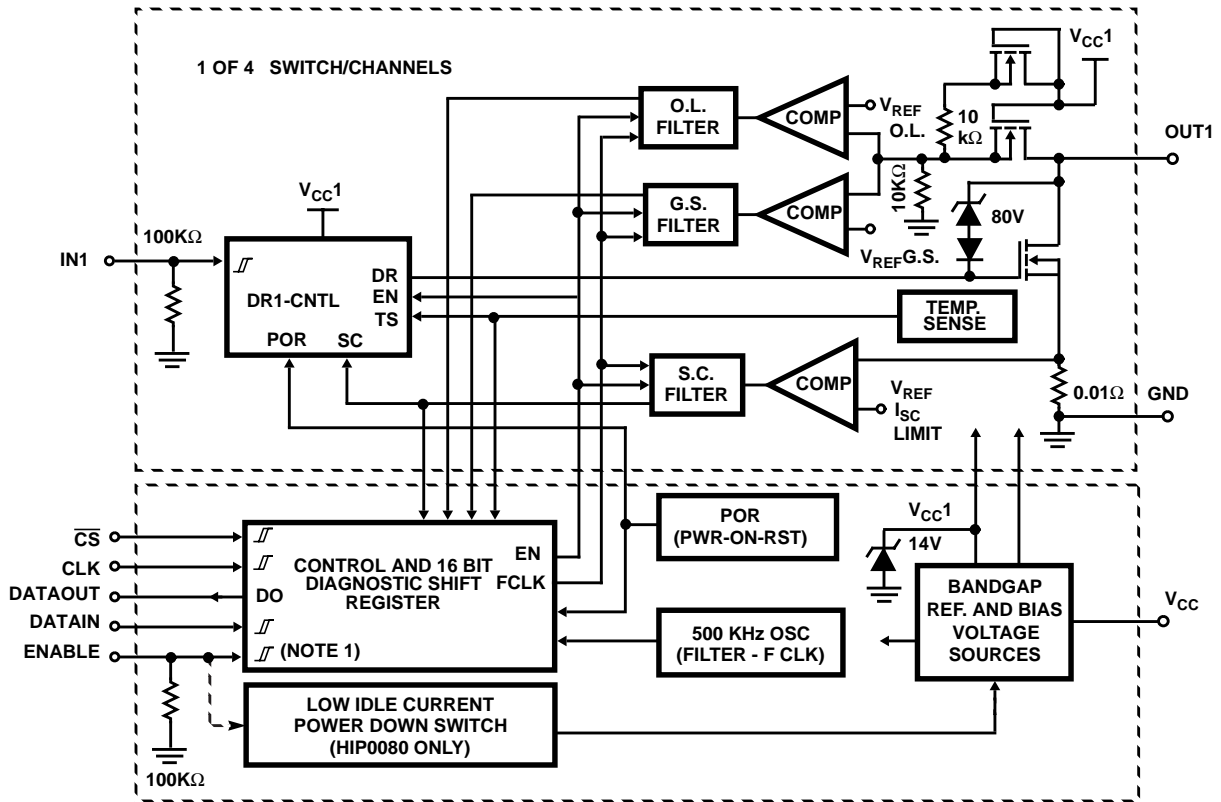 1 OF 4 SWITCH/CHANNELS
O.L.
FILTER
COMP
VREF
O.L.
10
kΩ
VCC1
OUT1
10KΩ
G.S.
FILTER
COMP
VREFG.S.
80V
VCC1
100KΩ
IN1
DR1-CNTL
DR
EN
TS
POR
SC
TEMP.
SENSE
S.C.
FILTER
COMP
VREF
ISC
LIMIT
0.01Ω
GND
CS
CLK
DATAOUT
DATAIN
ENABLE
CONTROL AND 16 BIT
DIAGNOSTIC SHIFT
REGISTER
EN
FCLK
DO
(NOTE 1)
POR
(PWR-ON-RST)
500 KHz OSC
(FILTER - F CLK)
VCC1
14V
BANDGAP
REF. AND BIAS
VOLTAGE
SOURCES
VCC
LOW IDLE CURRENT
POWER DOWN SWITCH
(HIP0080 ONLY)
100KΩ